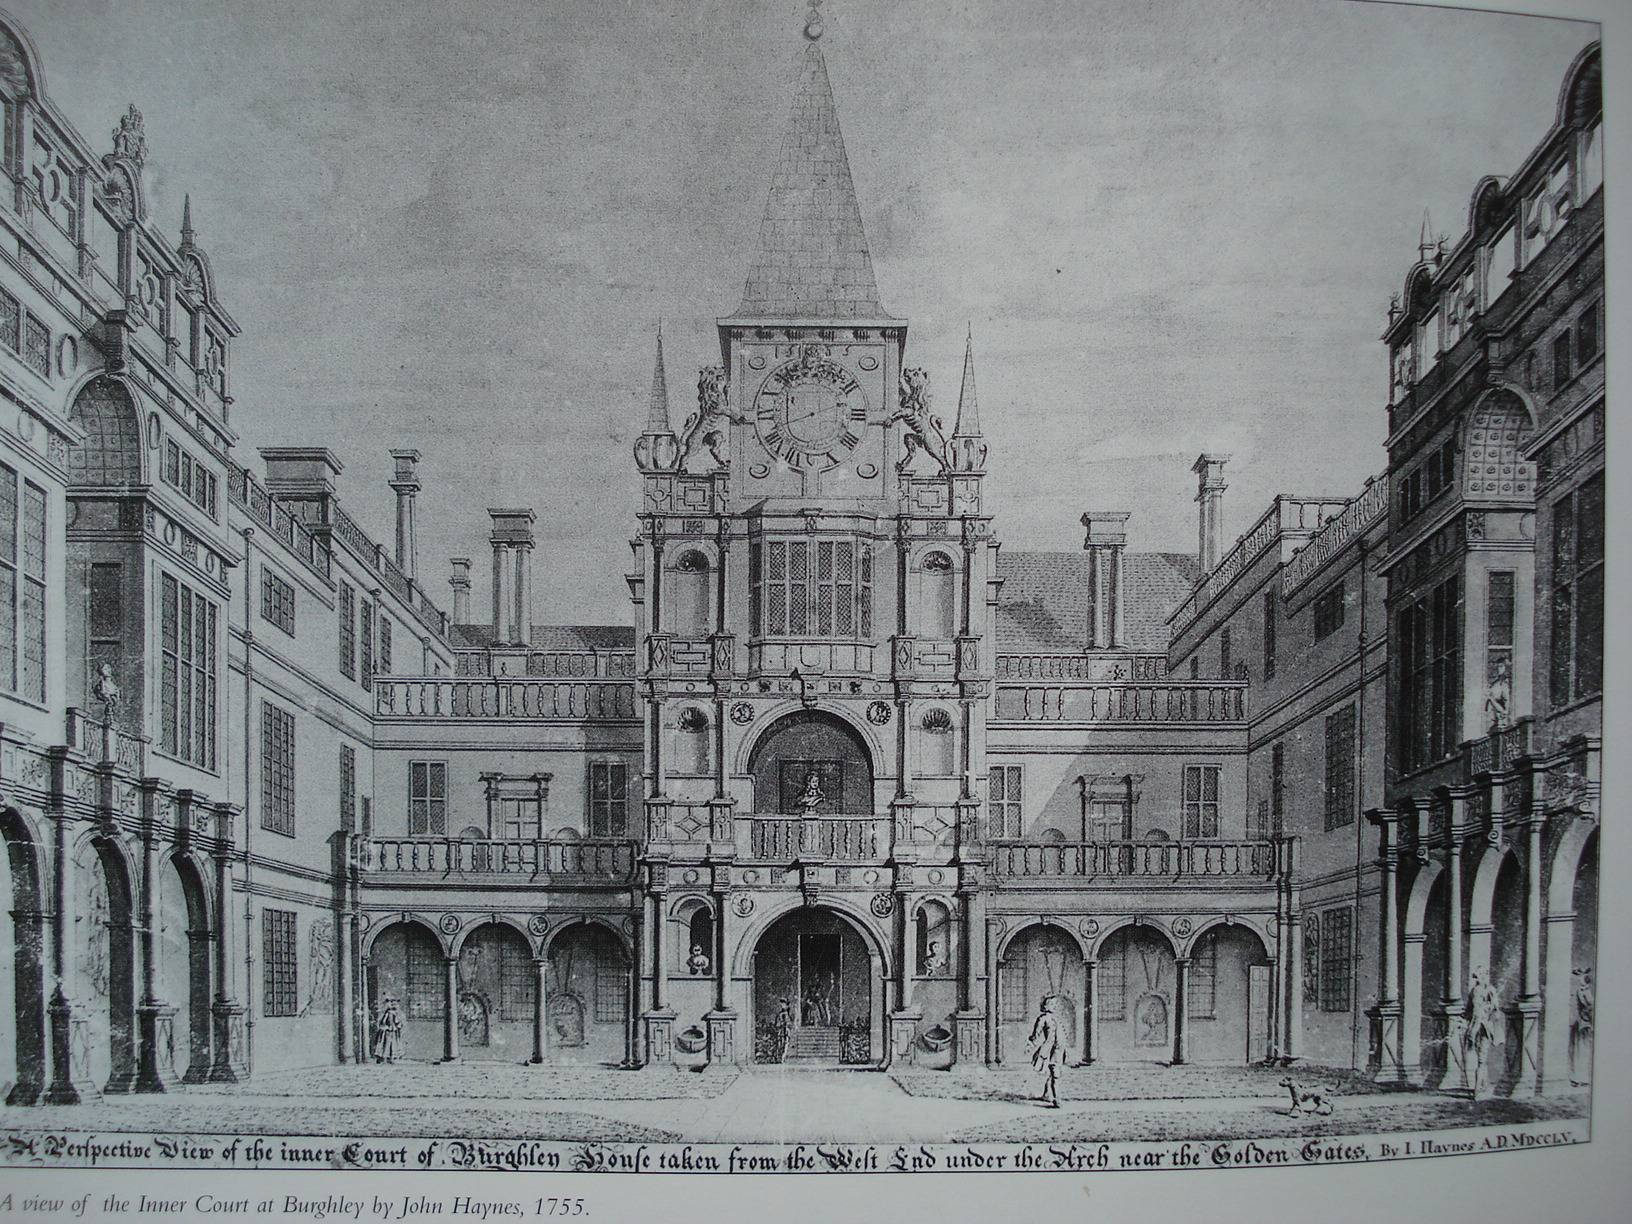 1585
A Perſpective View of the inner Court of Burghley Houſe taken from the West End under the Arch near the Golden Gates, By I. Haynes A.D. MDCCLV.
A view of the Inner Court at Burghley by John Haynes, 1755.